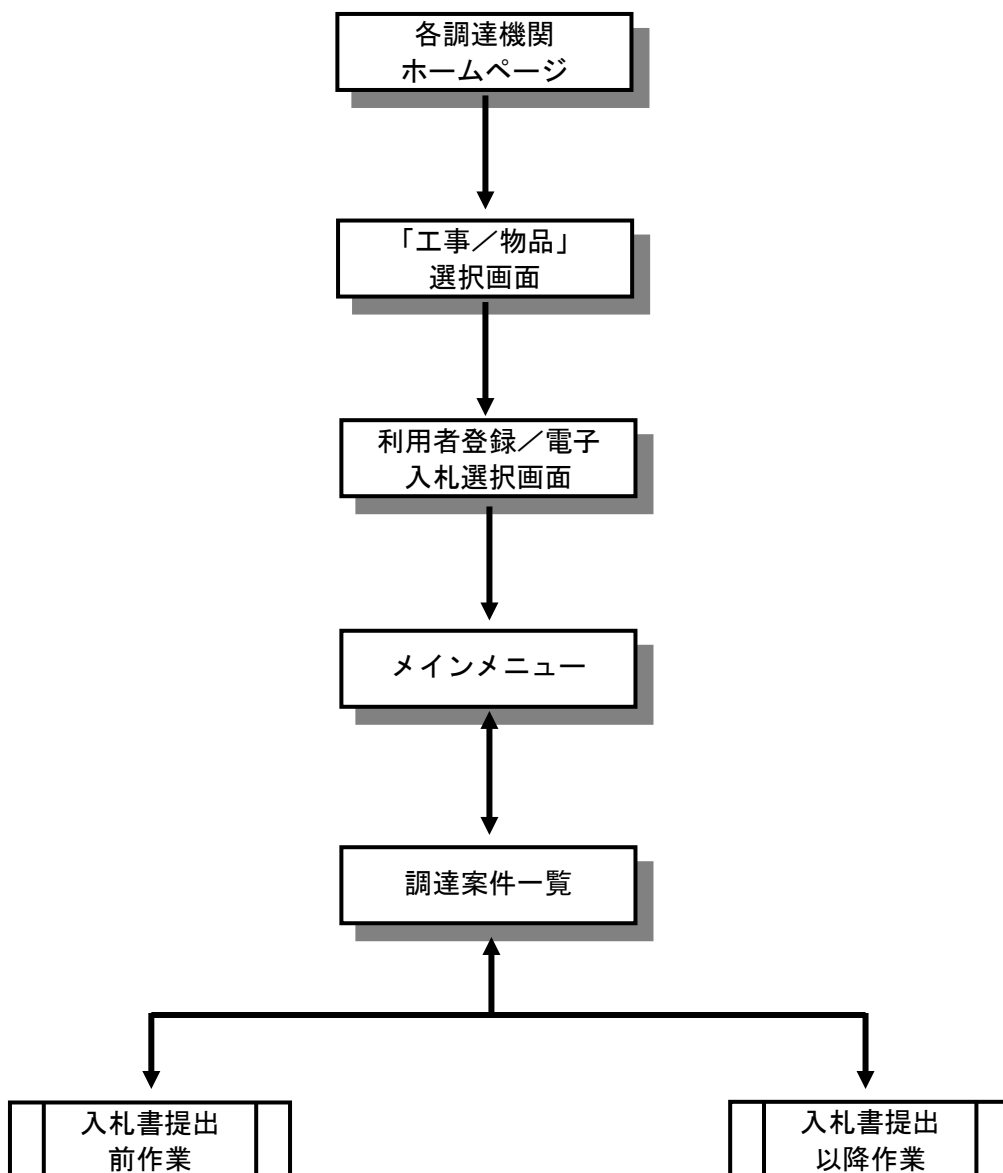 各調達機関
ホームページ
「工事／物品」
選択画面
利用者登録／電子
入札選択画面
メインメニュー
調達案件一覧
入札書提出
前作業
入札書提出
以降作業